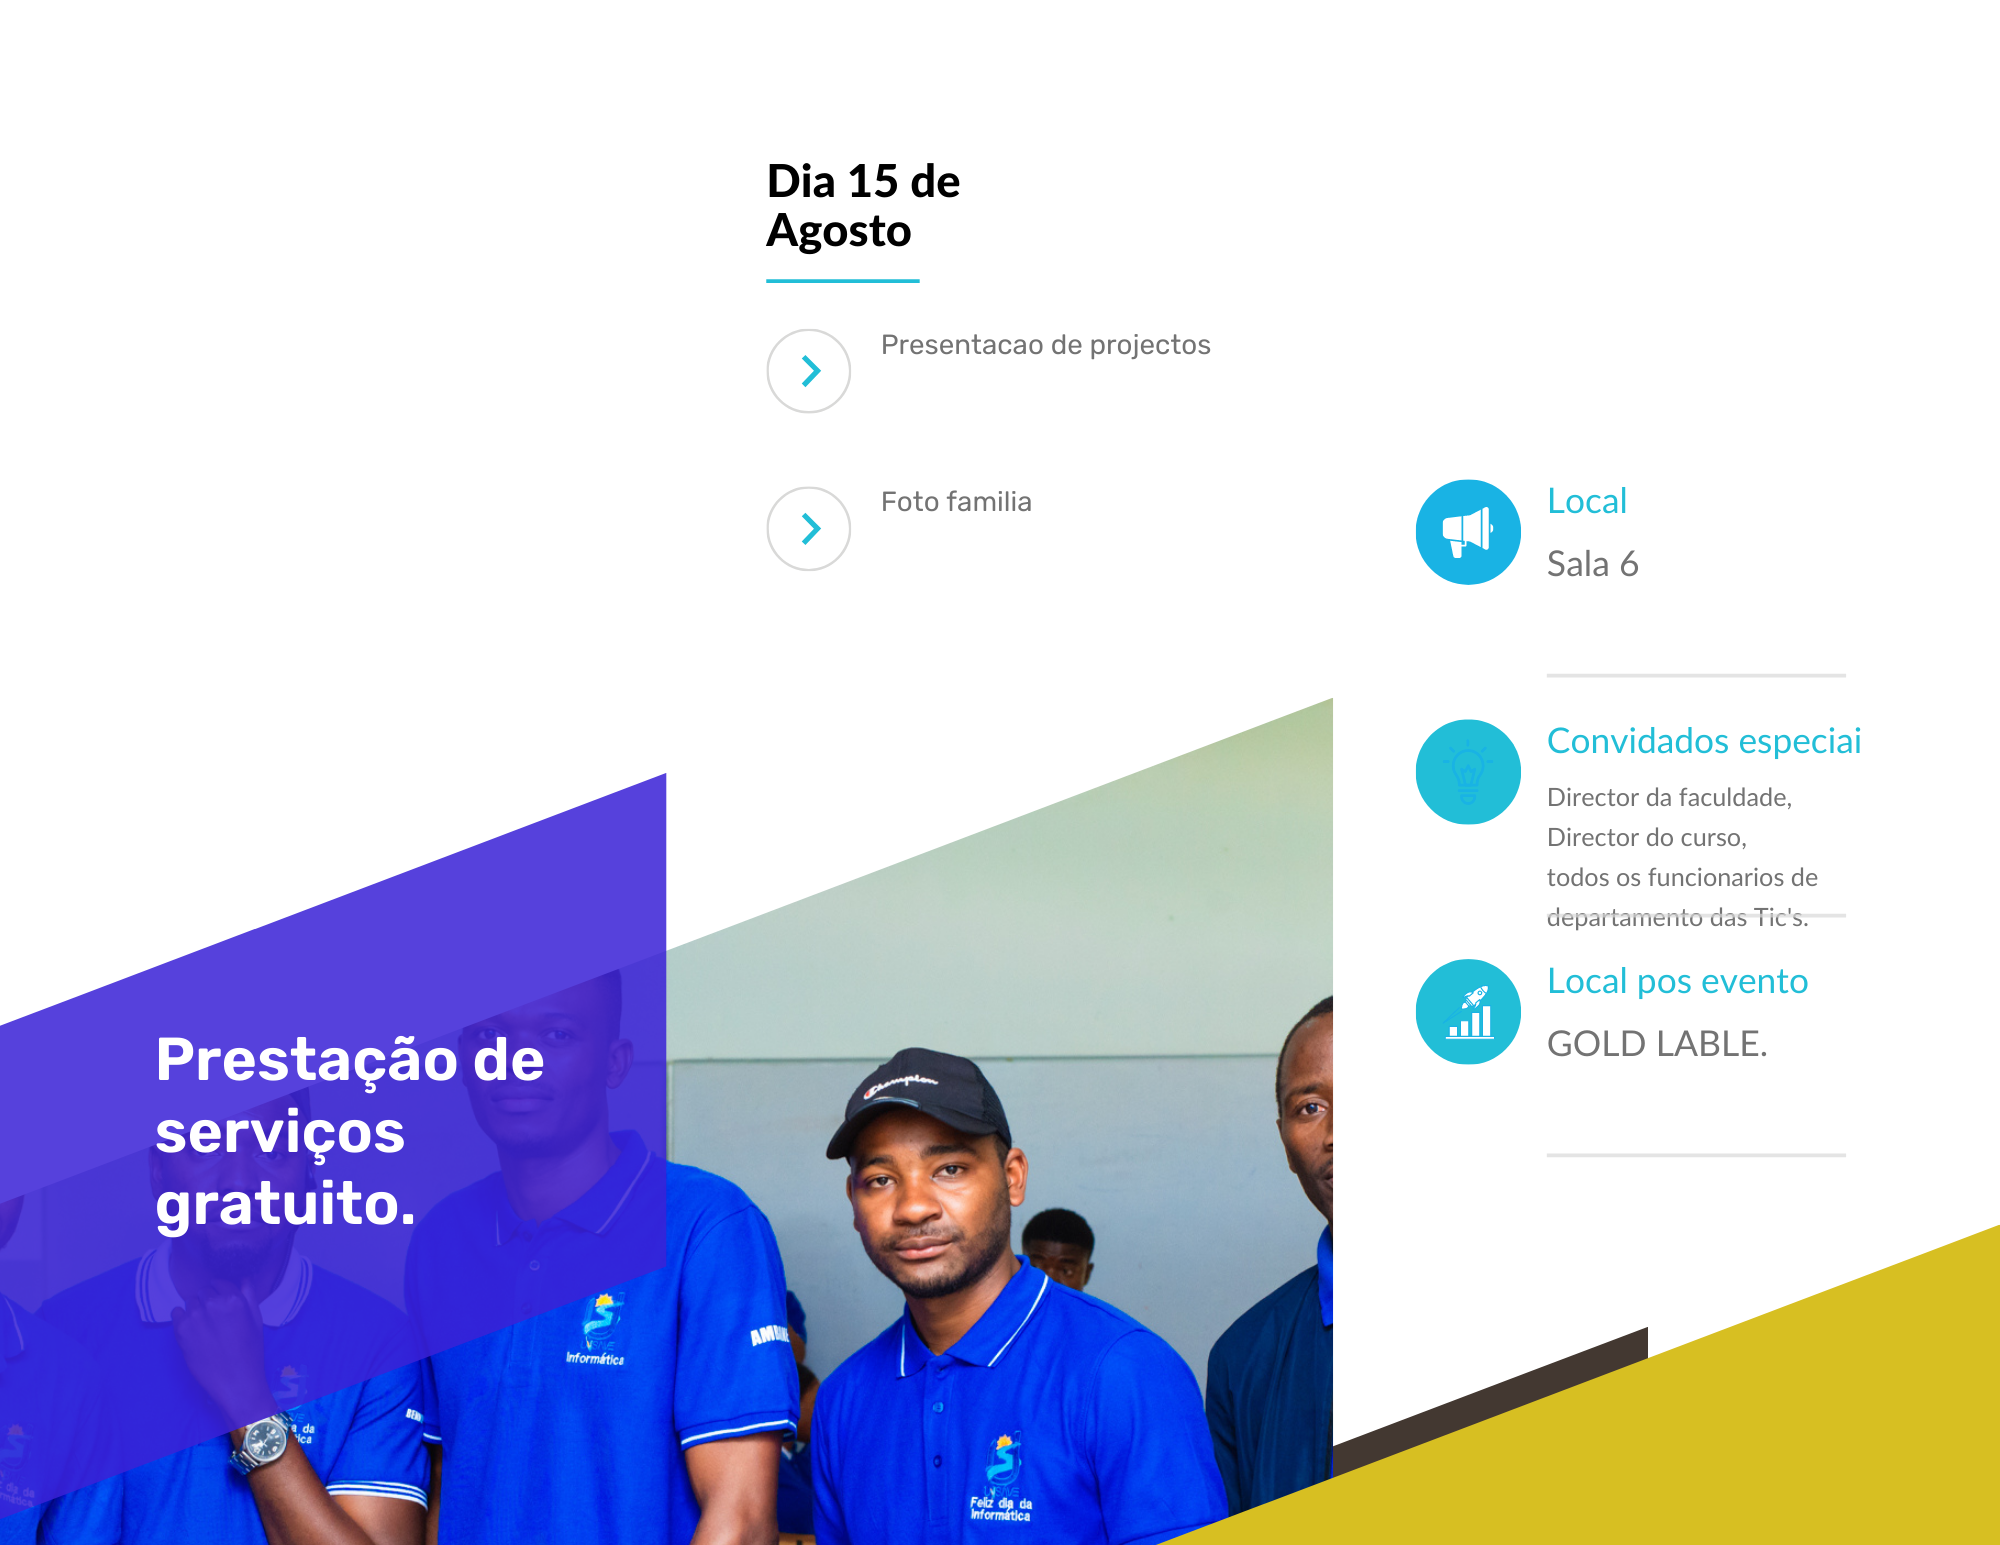 Dia 15 de
Agosto
Presentacao de projectos
Foto familia
Local
Sala 6
Convidados especiai
Director da faculdade,
Director do curso,
todos os funcionarios de
departamento das Tic's.
Local pos evento
GOLD LABLE.
Prestação de
serviços
gratuito.
Champion
Informática
Feliz dia da
Informática